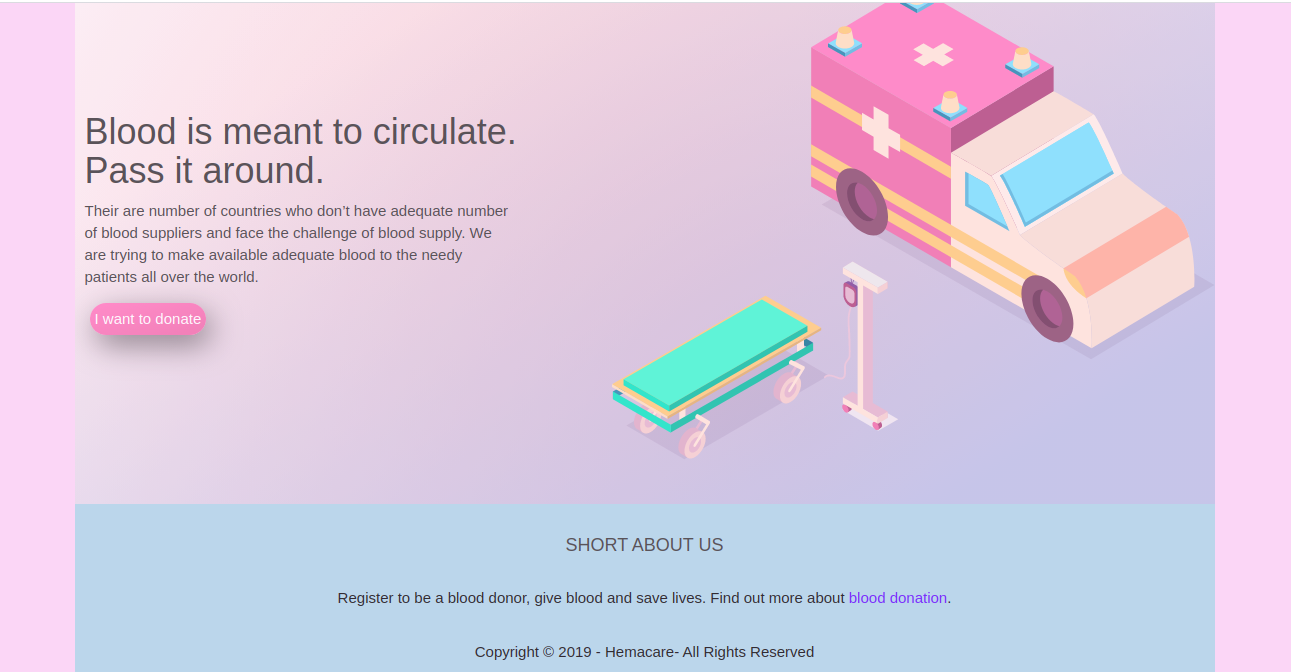 Blood is meant to circulate.
Pass it around.
Their are number of countries who don’t have adequate number
of blood suppliers and face the challenge of blood supply. We
are trying to make available adequate blood to the needy
patients all over the world.
I want to donate
SHORT ABOUT US
Register to be a blood donor, give blood and save lives. Find out more about blood donation.
Copyright © 2019 - Hemacare- All Rights Reserved